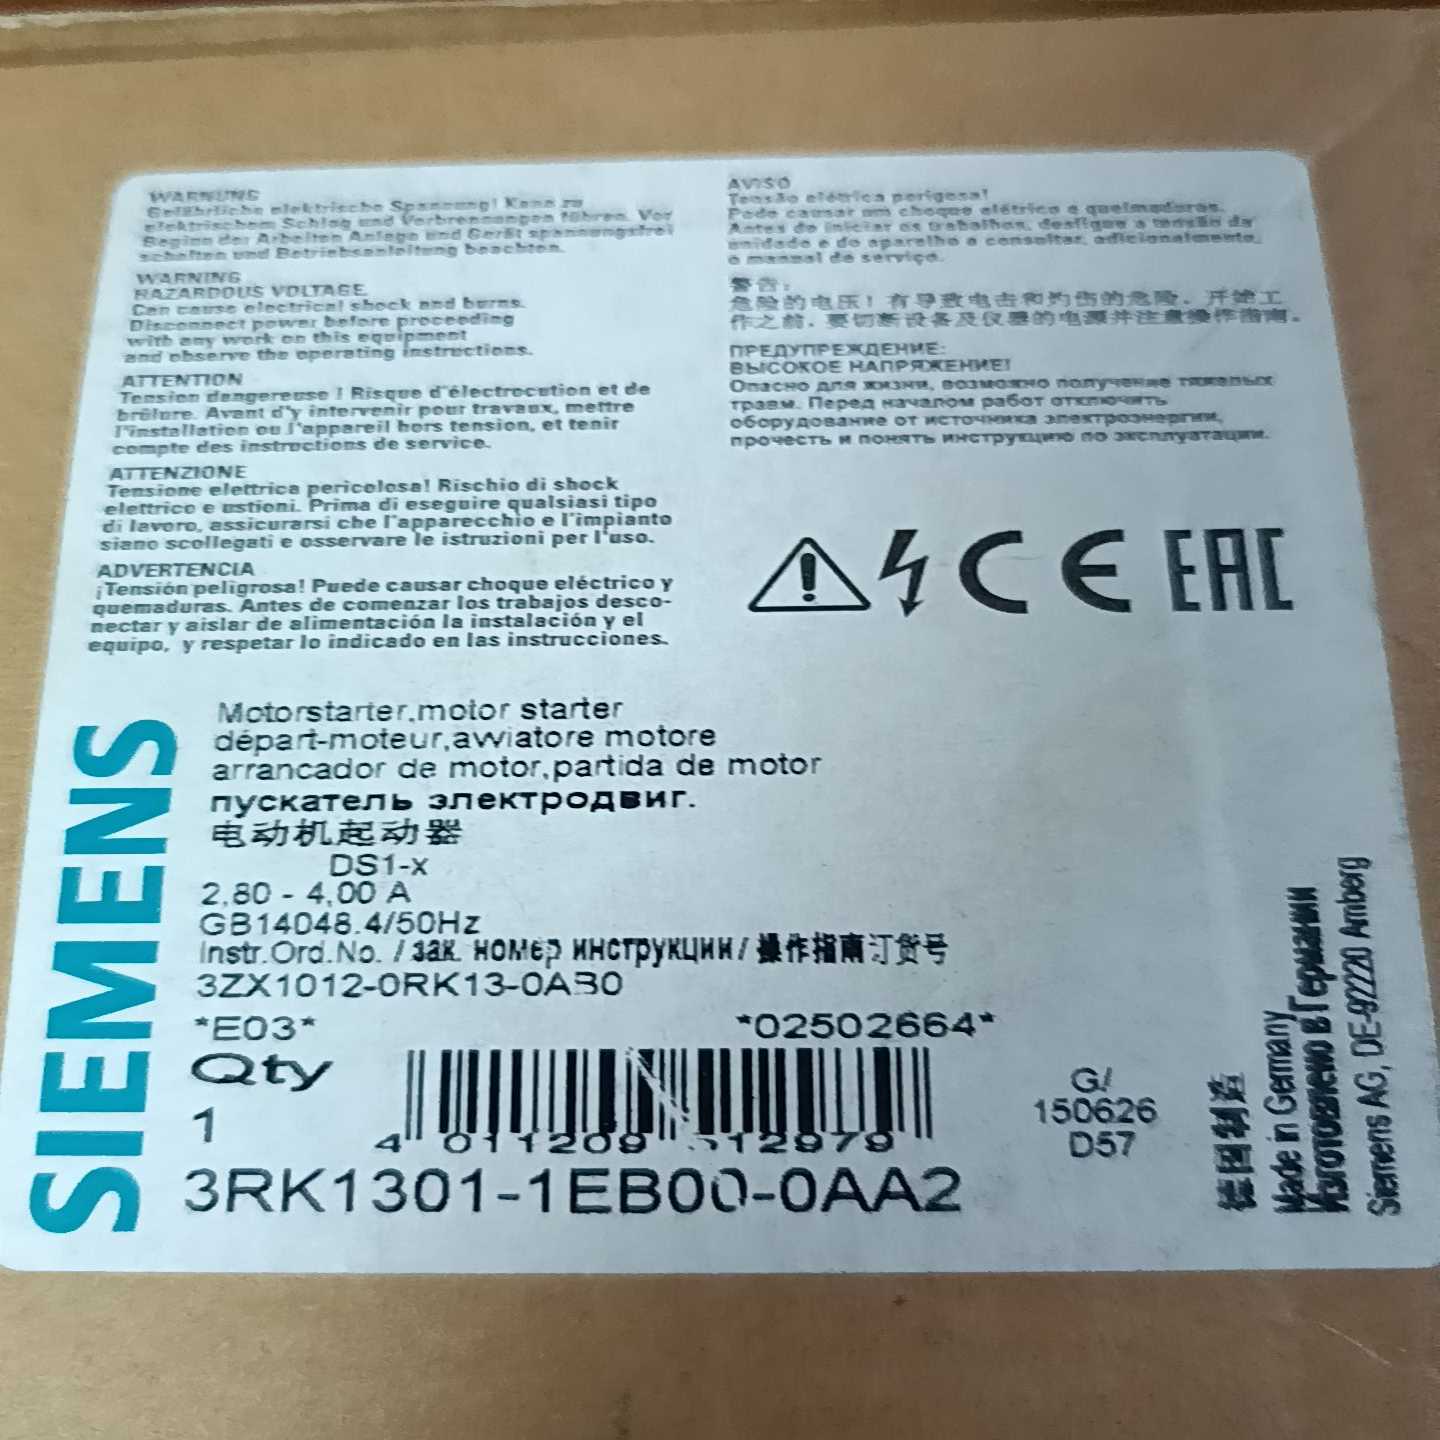 WARNUNG
Gefährliche elektrische Spannung! Kann zu
elektrischem Schlag und Verbrennungen führen. Vor
Beginn der Arbeiten Anlage und Gerät spannungsfrei
schalten und Betriebsanleitung beachten.
WARNING
HAZARDOUS VOLTAGE
Can cause electrical shock and burns.
Disconnect power before proceeding
with any work on this equipment
and observe the operating instructions.
ATTENTION
Tension dangereuse ! Risque d'électrocution et de
brûlure. Avant d'y intervenir pour travaux, mettre
l'installation ou l'appareil hors tension, et tenir
compte des instructions de service.
ATTENZIONE
Tensione elettrica pericolosa! Rischio di shock
elettrico e ustioni. Prima di eseguire qualsiasi tipo
di lavoro, assicurarsi che l'apparecchio e l'impianto
siano scollegati e osservare le istruzioni per l'uso.
ADVERTENCIA
¡Tensión peligrosa! Puede causar choque eléctrico y
quemaduras. Antes de comenzar los trabajos desco-
nectar y aislar de alimentación la instalación y el
equipo, y respetar lo indicado en las instrucciones.
AVISO
Tensão elétrica perigosa!
Pode causar um choque elétrico e queimaduras.
Antes de iniciar os trabalhos, desligue a tensão da
unidade e do aparelho e consultar, adicionalmente,
o manual de serviço.
警告:
危险的电压!有导致电击和灼伤的危险。开始工
作之前,要切断设备及仪器的电源并注意操作指南。
ПРЕДУПРЕЖДЕНИЕ:
ВЫСОКОЕ НАПРЯЖЕНИЕ!
Опасно для жизни, возможно получение тяжелых
травм. Перед началом работ отключить
оборудование от источника электроэнергии,
прочесть и понять инструкцию по эксплуатации.
CE EAC
SIEMENS
Motorstarter,motor starter
départ-moteur,avviatore motore
arrancador de motor,partida de motor
пускатель электродвиг.
电动机起动器
DS1-x
2,80 - 4,00 A
GB14048.4/50Hz
Instr.Ord.No. / зак. номер инструкции / 操作指南订货号
3ZX1012-0RK13-0AB0
*E03* *02502664*
Qty
1
4 011209 512979
3RK1301-1EB00-0AA2
G/
150626
D57
德国制造
Made in Germany
Изготовлено в Германии
Siemens AG, DE-92220 Amberg